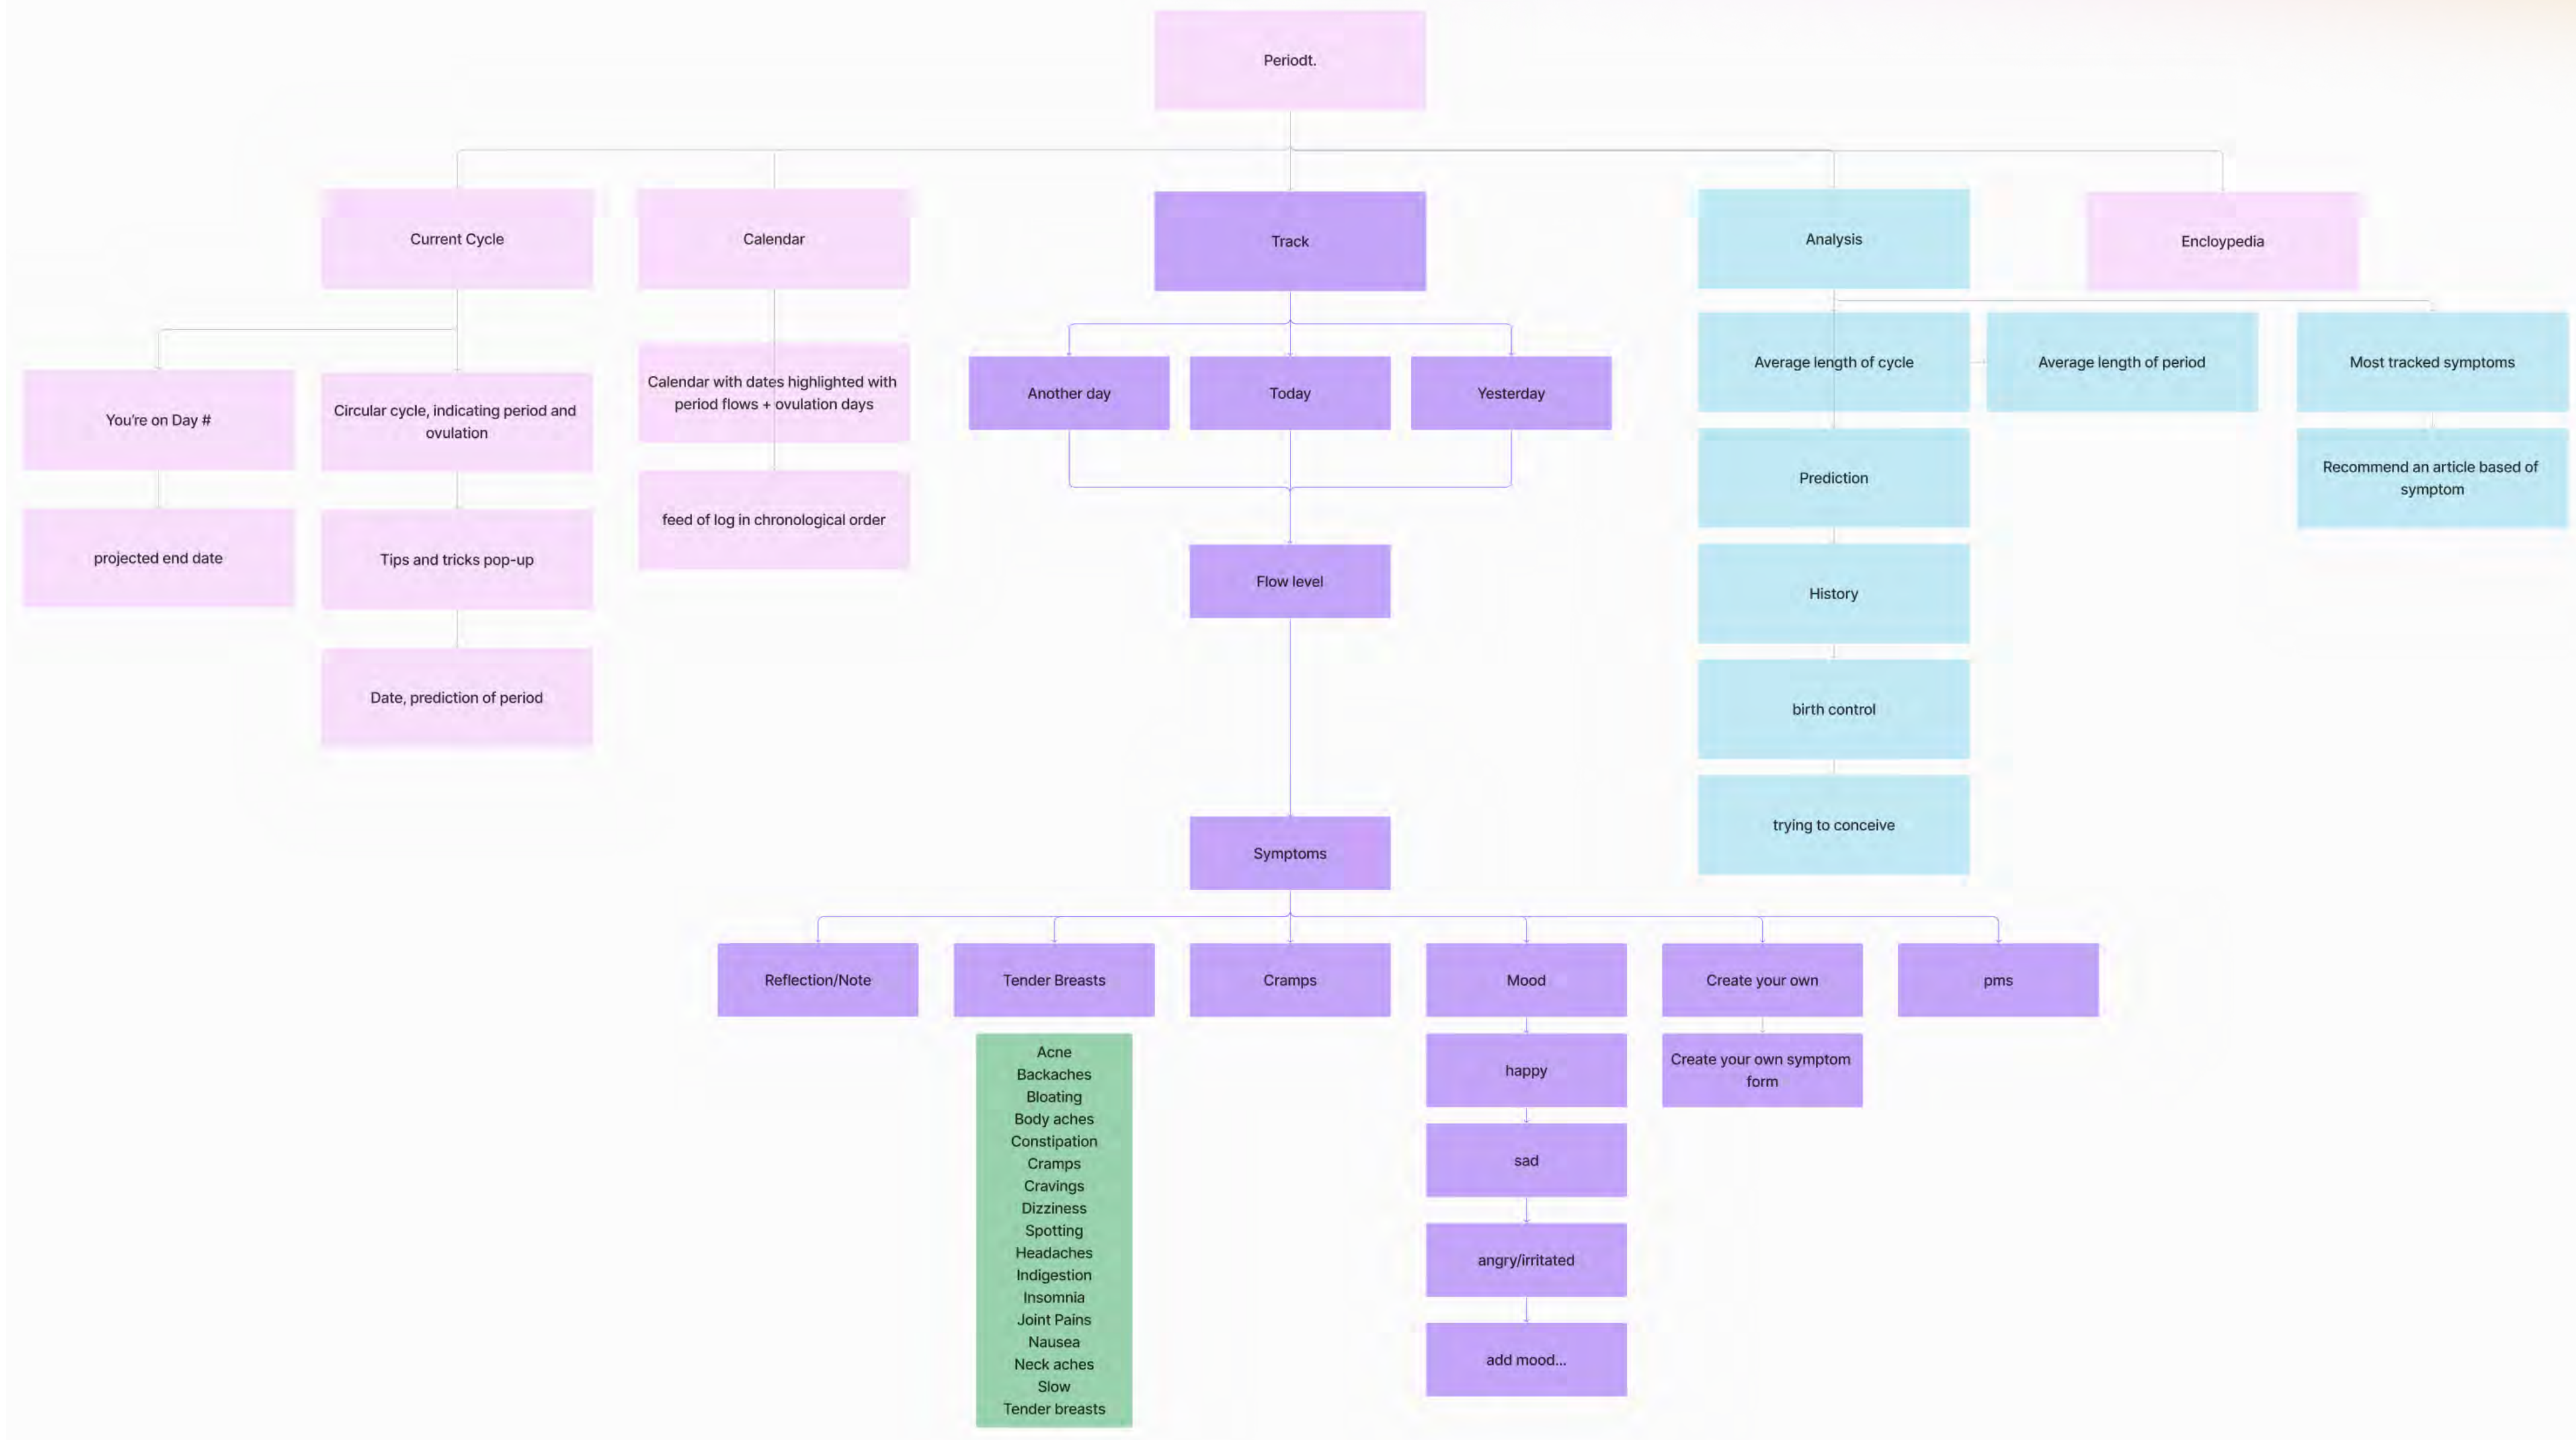 Periodt.
Current Cycle
Calendar
Track
Analysis
Encloypedia
You're on Day #
projected end date
Circular cycle, indicating period and
ovulation
Tips and tricks pop-up
Date, prediction of period
Calendar with dates highlighted with
period flows + ovulation days
feed of log in chronological order
Another day
Today
Yesterday
Flow level
Symptoms
Reflection/Note
Tender Breasts
Cramps
Mood
Create your own
pms
Acne
Backaches
Bloating
Body aches
Constipation
Cramps
Cravings
Dizziness
Spotting
Headaches
Indigestion
Insomnia
Joint Pains
Nausea
Neck aches
Slow
Tender breasts
happy
sad
angry/irritated
add mood...
Create your own symptom
form
Average length of cycle
Average length of period
Most tracked symptoms
Prediction
Recommend an article based of
symptom
History
birth control
trying to conceive